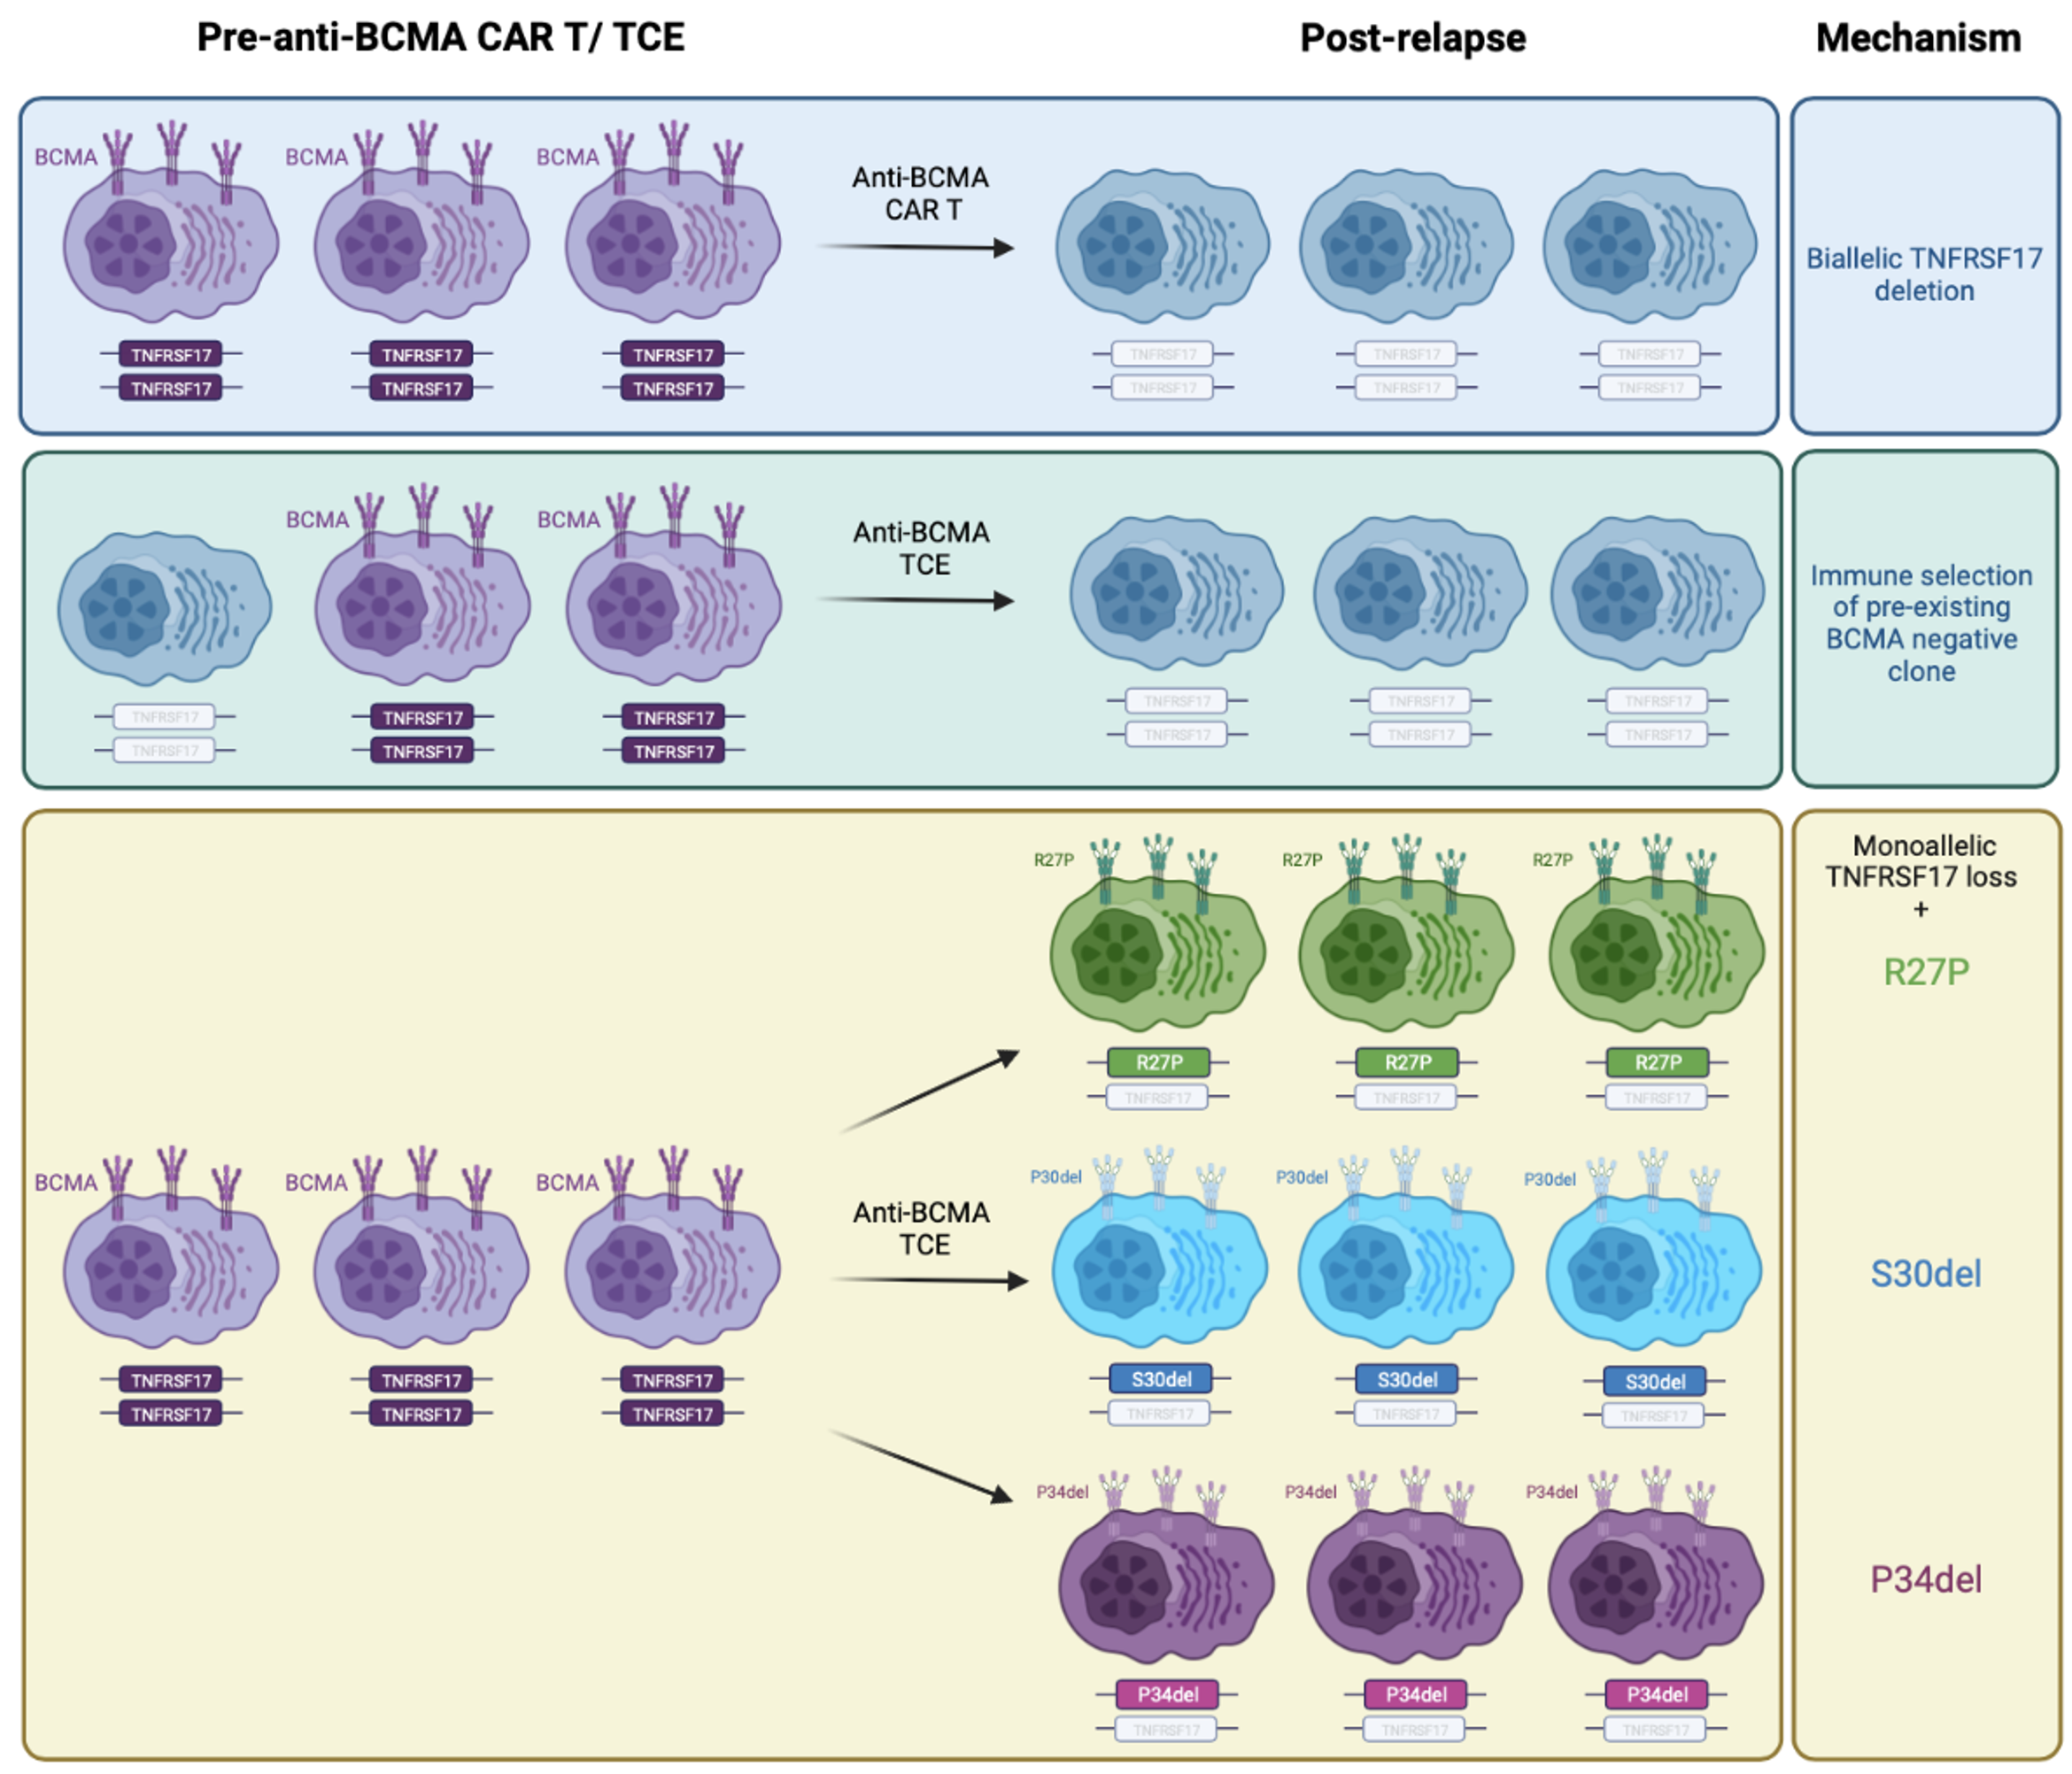 Pre-anti-BCMA CAR T/ TCE
Post-relapse
Mechanism
BCMA
BCMA
BCMA
Anti-BCMA
CAR T
TNFRSF17
TNFRSF17
TNFRSF17
TNFRSF17
TNFRSF17
TNFRSF17
TNFRSF17
TNFRSF17
TNFRSF17
TNFRSF17
TNFRSF17
TNFRSF17
Biallelic TNFRSF17
deletion
BCMA
BCMA
Anti-BCMA
TCE
TNFRSF17
TNFRSF17
TNFRSF17
TNFRSF17
TNFRSF17
TNFRSF17
TNFRSF17
TNFRSF17
TNFRSF17
TNFRSF17
TNFRSF17
TNFRSF17
Immune selection
of pre-existing
BCMA negative
clone
BCMA
BCMA
BCMA
TNFRSF17
TNFRSF17
TNFRSF17
TNFRSF17
TNFRSF17
TNFRSF17
Anti-BCMA
TCE
R27P
R27P
R27P
R27P
R27P
R27P
TNFRSF17
TNFRSF17
TNFRSF17
P30del
P30del
P30del
S30del
S30del
S30del
TNFRSF17
TNFRSF17
TNFRSF17
P34del
P34del
P34del
P34del
P34del
P34del
TNFRSF17
TNFRSF17
TNFRSF17
Monoallelic
TNFRSF17 loss
+
R27P
S30del
P34del